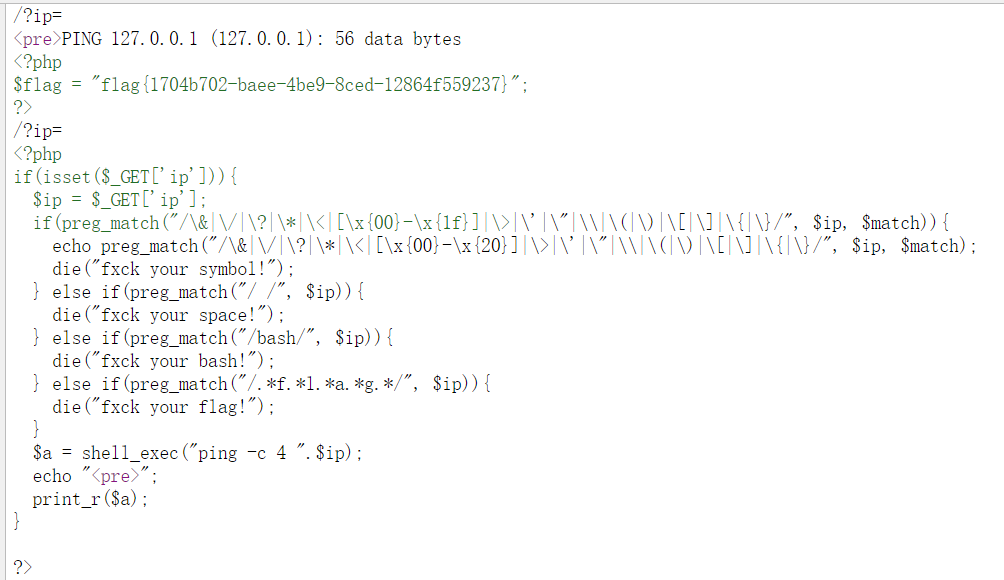 /?ip=
<pre>PING 127.0.0.1 (127.0.0.1): 56 data bytes
<?php
$flag = "flag{1704b702-baee-4be9-8ced-12864f559237}";
?>
/?ip=
<?php
if(isset($_GET['ip'])){
  $ip = $_GET['ip'];
  if(preg_match("/\&|\/|\?|\*|\<|[\x{00}-\x{1f}]|\>|\'|\"|\\|\(|\)|\[|\]|\{|\}/", $ip, $match)){
    echo preg_match("/\&|\/|\?|\*|\<|[\x{00}-\x{20}]|\>|\'|\"|\\|\(|\)|\[|\]|\{|\}/", $ip, $match);
    die("fxck your symbol!");
  } else if(preg_match("/ /", $ip)){
    die("fxck your space!");
  } else if(preg_match("/bash/", $ip)){
    die("fxck your bash!");
  } else if(preg_match("/.*f.*l.*a.*g.*/", $ip)){
    die("fxck your flag!");
  }
  $a = shell_exec("ping -c 4 ".$ip);
  echo "<pre>";
  print_r($a);
}

?>